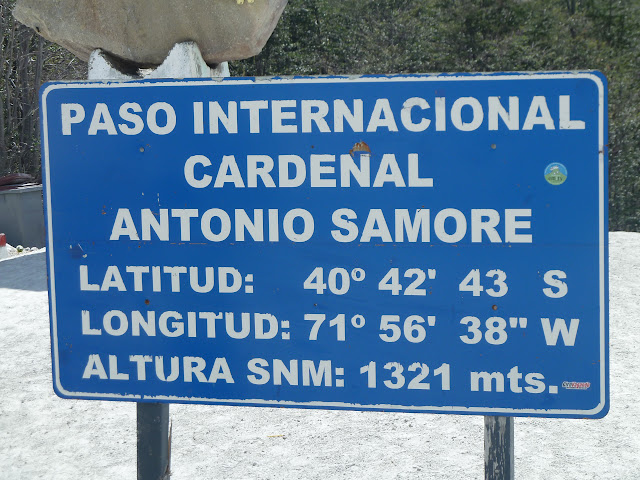 PASO INTERNACIONAL
CARDENAL
ANTONIO SAMORE
LATITUD: 40º 42' 43 S
LONGITUD: 71º 56' 38" W
ALTURA SNM: 1321 mts.